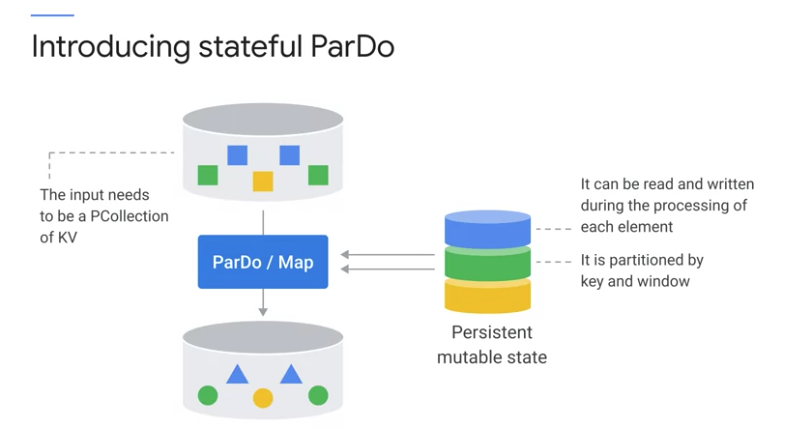 Introducing stateful ParDo
The input needs
to be a PCollection
of KV
ParDo / Map
It can be read and written
during the processing of
each element
It is partitioned by
key and window
Persistent
mutable state